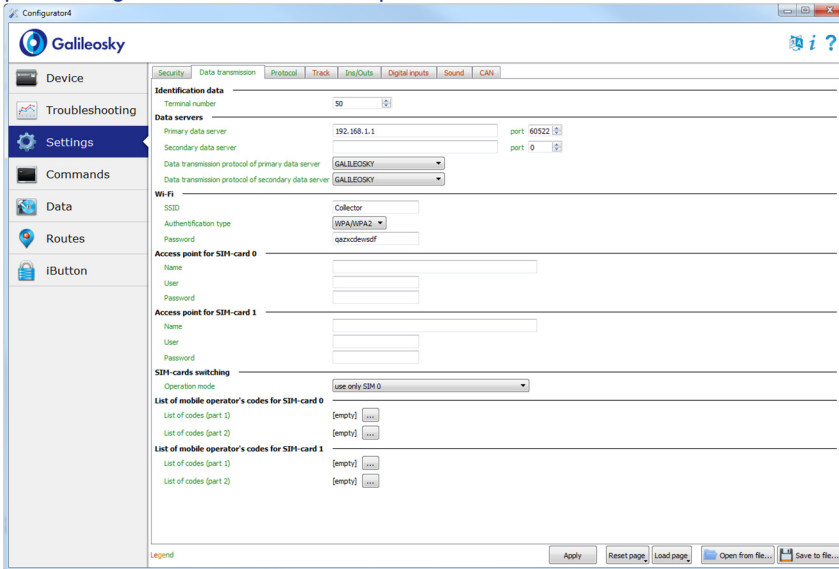 Configurator4
Galileosky
Device
Troubleshooting
Settings
Commands
Data
Routes
iButton
Security Data transmission Protocol Track Ins/Outs Digital inputs Sound CAN
Identification data
Terminal number 50
Data servers
Primary data server 192.168.1.1 port 60522
Secondary data server port 0
Data transmission protocol of primary data server GALILEOSKY
Data transmission protocol of secondary data server GALILEOSKY
Wi-Fi
SSID Collector
Authentification type WPA/WPA2
Password qazxcdewsdf
Access point for SIM-card 0
Name
User
Password
Access point for SIM-card 1
Name
User
Password
SIM-cards switching
Operation mode use only SIM 0
List of mobile operator's codes for SIM-card 0
List of codes (part 1) [empty] ...
List of codes (part 2) [empty] ...
List of mobile operator's codes for SIM-card 1
List of codes (part 1) [empty] ...
List of codes (part 2) [empty] ...
Legend Apply Reset page Load page Open from file... Save to file...